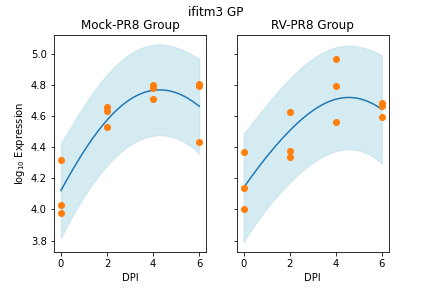 ifitm3 GP
Mock-PR8 Group
RV-PR8 Group
log₁₀ Expression
5.0
4.8
4.6
4.4
4.2
4.0
3.8
0 2 4 6
0 2 4 6
DPI
DPI